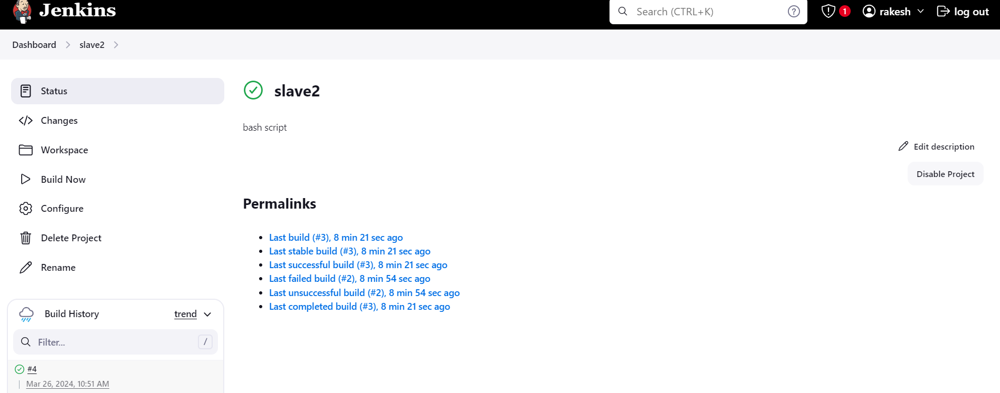 Jenkins
Search (CTRL+K)
?
1
rakesh
log out
Dashboard
slave2
Status
Changes
Workspace
Build Now
Configure
Delete Project
Rename
slave2
bash script
Edit description
Disable Project
Permalinks
• Last build (#3), 8 min 21 sec ago
• Last stable build (#3), 8 min 21 sec ago
• Last successful build (#3), 8 min 21 sec ago
• Last failed build (#2), 8 min 54 sec ago
• Last unsuccessful build (#2), 8 min 54 sec ago
• Last completed build (#3), 8 min 21 sec ago
Build History
trend
Filter...
/
#4
Mar 26, 2024, 10:51 AM